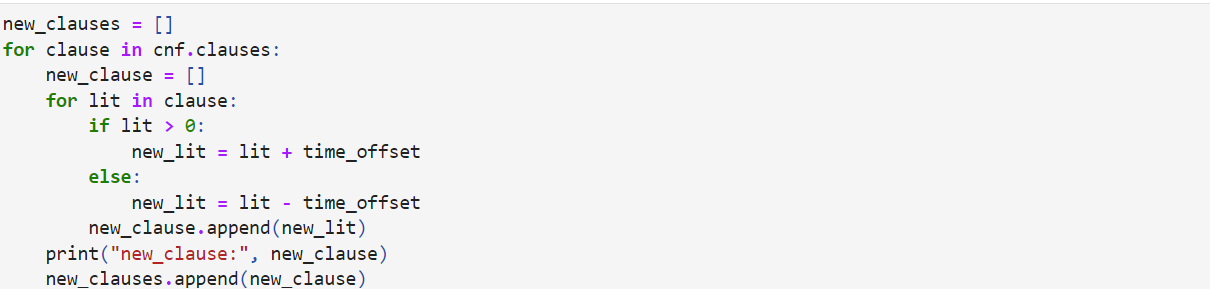 new_clauses = []
for clause in cnf.clauses:
    new_clause = []
    for lit in clause:
        if lit > 0:
            new_lit = lit + time_offset
        else:
            new_lit = lit - time_offset
        new_clause.append(new_lit)
    print("new_clause:", new_clause)
    new_clauses.append(new_clause)